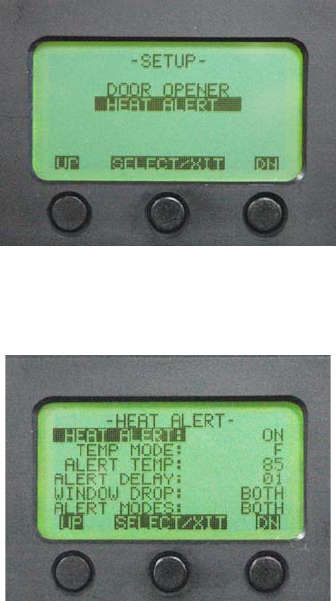 -SETUP-
DOOR OPENER
HEAT ALERT
UP SELECT/XIT DN
-HEAT ALERT-
HEAT ALERT: ON
TEMP MODE: F
ALERT TEMP: 85
ALERT DELAY: 01
WINDOW DROP: BOTH
ALERT MODES: BOTH
UP SELECT/XIT DN